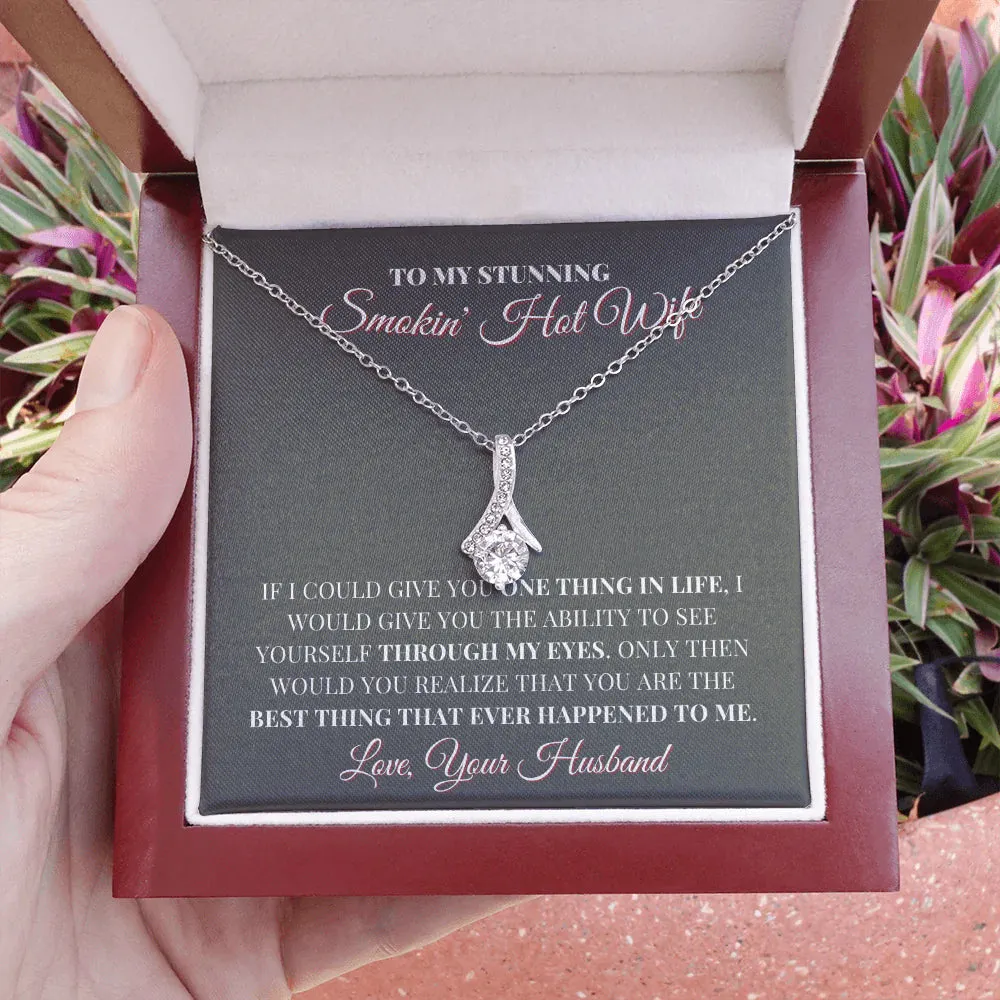 TO MY STUNNING
Smokin' Hot Wife
IF I COULD GIVE YOU ONE THING IN LIFE, I
WOULD GIVE YOU THE ABILITY TO SEE
YOURSELF THROUGH MY EYES. ONLY THEN
WOULD YOU REALIZE THAT YOU ARE THE
BEST THING THAT EVER HAPPENED TO ME.
Love, Your Husband